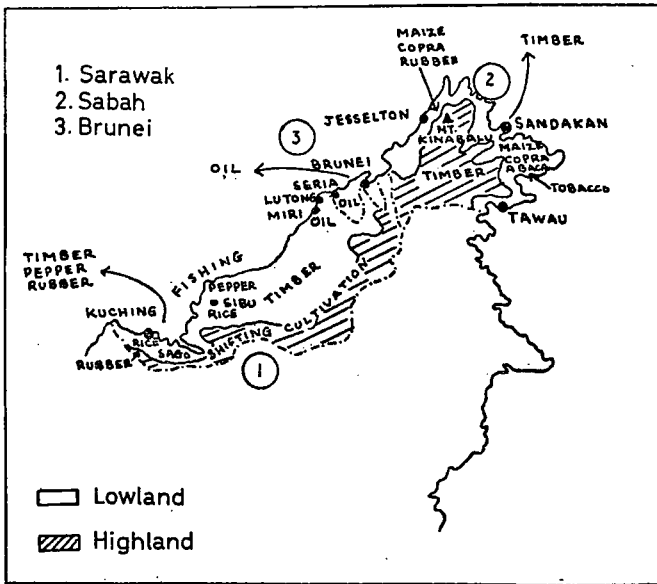 1. Sarawak
2. Sabah
3. Brunei
TIMBER
MAIZE
COPRA
RUBBER
2
JESSELTON
MT.
KINABALU
SANDAKAN
3
MAIZE
COPRA
ABACA
BRUNEI
TIMBER
OIL
SERIA
TOBACCO
LUTONG
OIL
MIRI
OIL
TAWAU
TIMBER
PEPPER
RUBBER
FISHING
PEPPER
SIBU
RICE
TIMBER
SHIFTING CULTIVATION
KUCHING
RICE
SAGO
RUBBER
1
Lowland
Highland